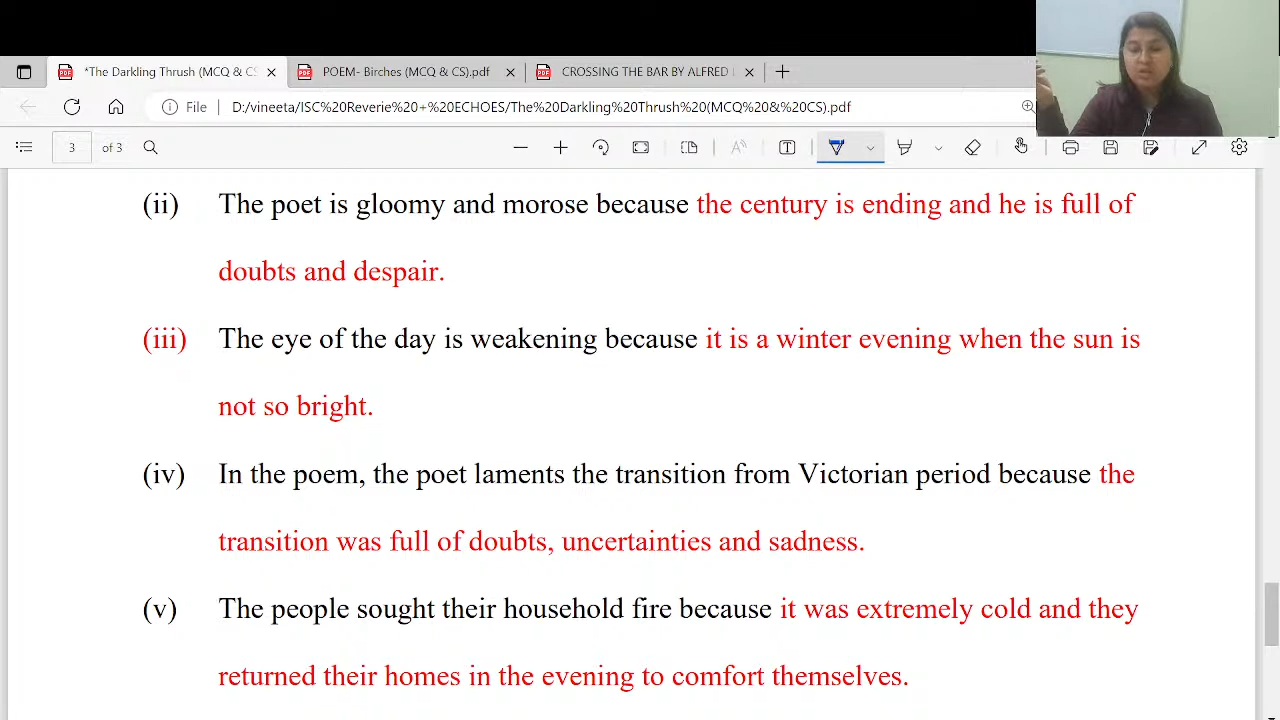 *The Darkling Thrush (MCQ & CS
POEM- Birches (MCQ & CS).pdf
CROSSING THE BAR BY ALFRED L
File
D:/vineeta/ISC%20Reverie%20+%20ECHOES/The%20Darkling%20Thrush%20(MCQ%20&%20CS).pdf
3 of 3
(ii) The poet is gloomy and morose because the century is ending and he is full of
doubts and despair.
(iii) The eye of the day is weakening because it is a winter evening when the sun is
not so bright.
(iv) In the poem, the poet laments the transition from Victorian period because the
transition was full of doubts, uncertainties and sadness.
(v) The people sought their household fire because it was extremely cold and they
returned their homes in the evening to comfort themselves.